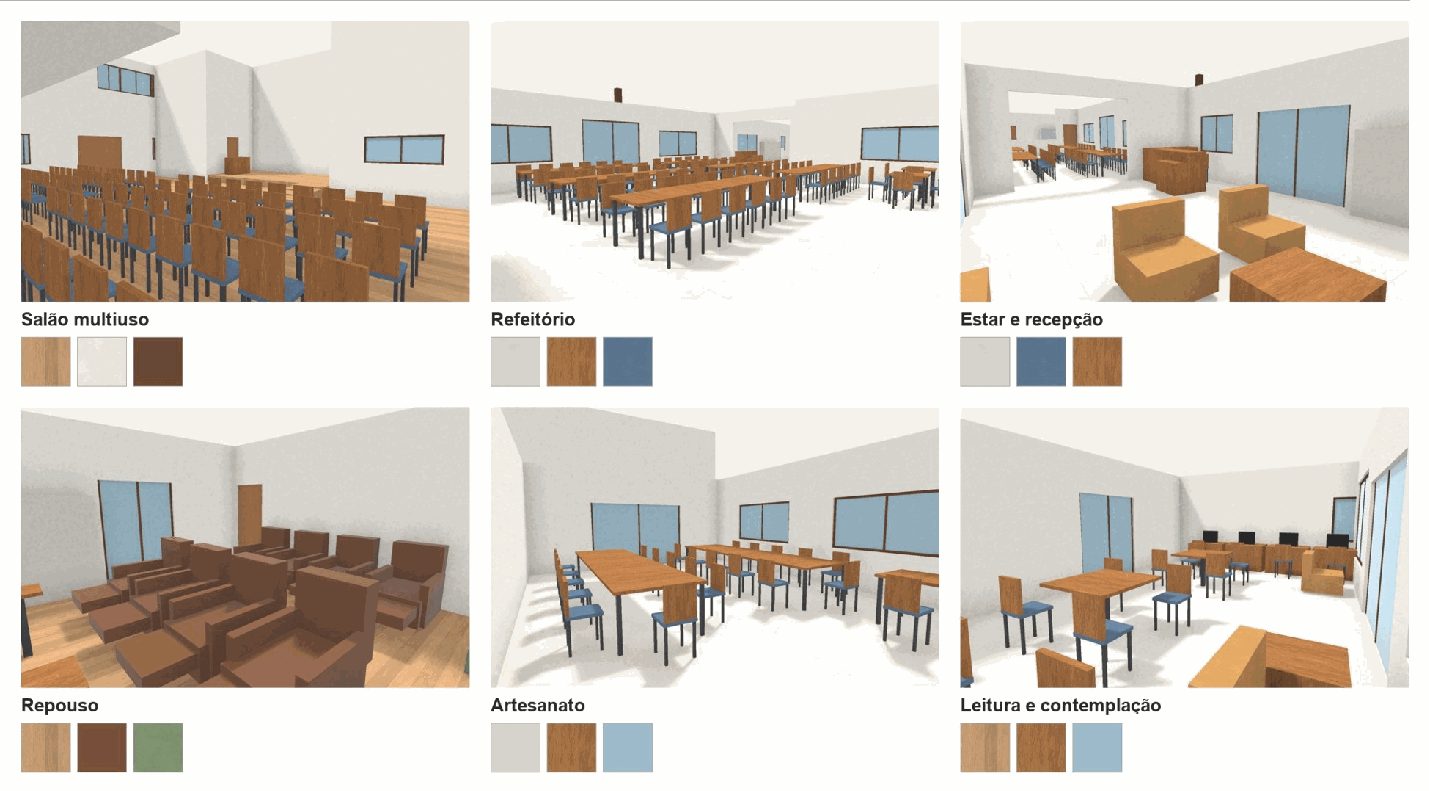 Salão multiuso
Refeitório
Estar e recepção
Repouso
Artesanato
Leitura e contemplação